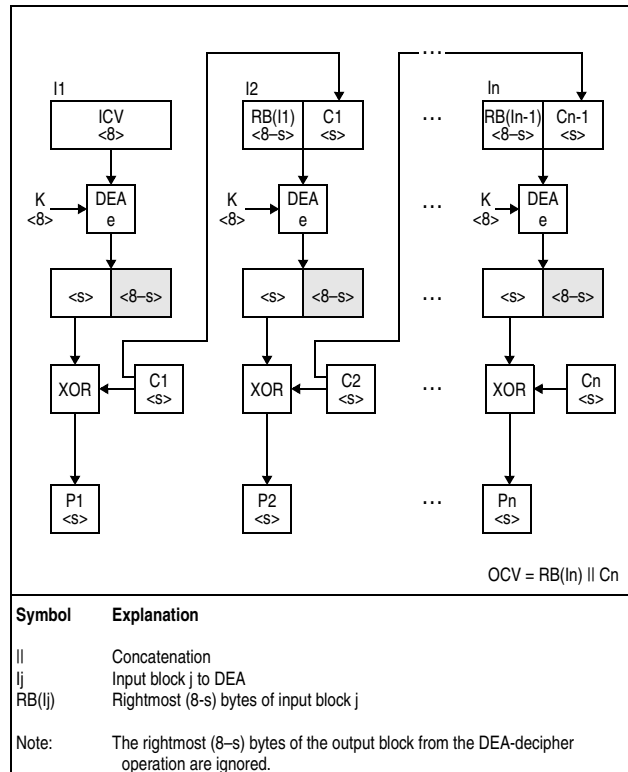 …
I1 I2 In
ICV
<8>
RB(I1)
<8–s>
C1
<s>
…
RB(In-1)
<8–s>
Cn-1
<s>
K
<8>
DEA
e
K
<8>
DEA
e
…
K
<8>
DEA
e
<s> <8–s> <s> <8–s> … <s> <8–s>
XOR
C1
<s>
XOR
C2
<s>
…
XOR
Cn
<s>
P1
<s>
P2
<s>
…
Pn
<s>
OCV = RB(In) || Cn
Symbol Explanation
|| Concatenation
Ij Input block j to DEA
RB(Ij) Rightmost (8-s) bytes of input block j
Note: The rightmost (8–s) bytes of the output block from the DEA-decipher
operation are ignored.